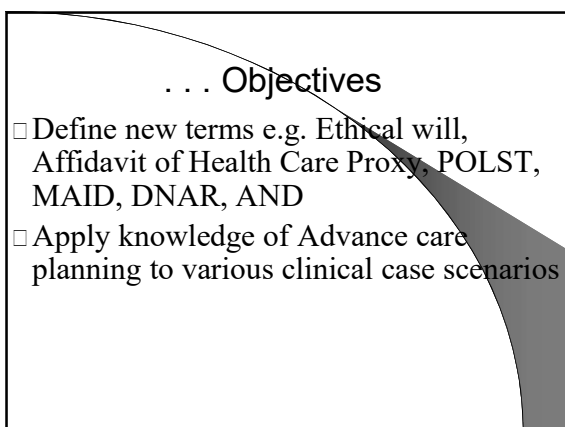 . . . Objectives
□ Define new terms e.g. Ethical will,
Affidavit of Health Care Proxy, POLST,
MAID, DNAR, AND
□ Apply knowledge of Advance care
planning to various clinical case scenarios